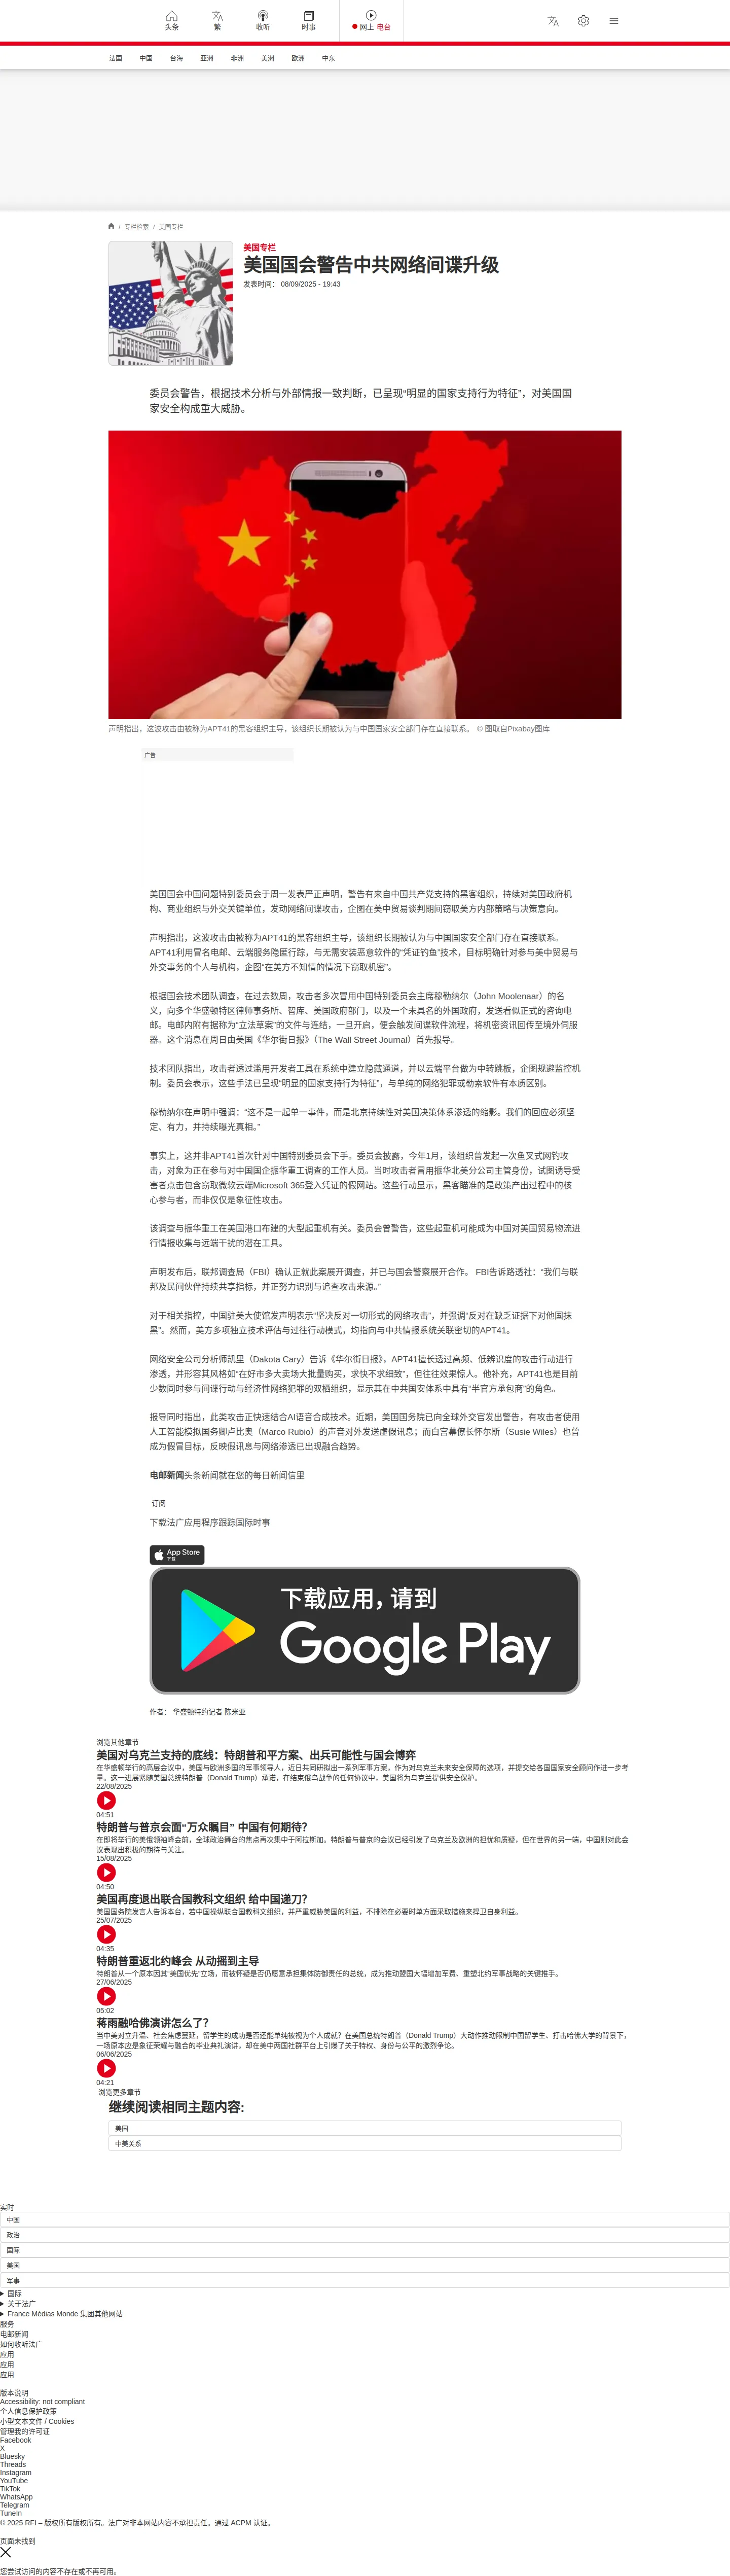 头条
繁
收听
时事
网上 电台
法国
中国
台海
亚洲
非洲
美洲
欧洲
中东
/ 专栏检索 / 美国专栏
美国专栏
美国国会警告中共网络间谍升级
发表时间： 08/09/2025 - 19:43
委员会警告，根据技术分析与外部情报一致判断，已呈现“明显的国家支持行为特征”，对美国国
家安全构成重大威胁。
声明指出，这波攻击由被称为APT41的黑客组织主导，该组织长期被认为与中国国家安全部门存在直接联系。 © 图取自Pixabay图库
广告
美国国会中国问题特别委员会于周一发表严正声明，警告有来自中国共产党支持的黑客组织，持续对美国政府机
构、商业组织与外交关键单位，发动网络间谍攻击，企图在美中贸易谈判期间窃取美方内部策略与决策意向。
声明指出，这波攻击由被称为APT41的黑客组织主导，该组织长期被认为与中国国家安全部门存在直接联系。
APT41利用冒名电邮、云端服务隐匿行踪，与无需安装恶意软件的“凭证钓鱼”技术，目标明确针对参与美中贸易与
外交事务的个人与机构，企图“在美方不知情的情况下窃取机密”。
根据国会技术团队调查，在过去数周，攻击者多次冒用中国特别委员会主席穆勒纳尔（John Moolenaar）的名
义，向多个华盛顿特区律师事务所、智库、美国政府部门，以及一个未具名的外国政府，发送看似正式的咨询电
邮。电邮内附有据称为“立法草案”的文件与连结，一旦开启，便会触发间谍软件流程，将机密资讯回传至境外伺服
器。这个消息在周日由美国《华尔街日报》（The Wall Street Journal）首先报导。
技术团队指出，攻击者透过滥用开发者工具在系统中建立隐藏通道，并以云端平台做为中转跳板，企图规避监控机
制。委员会表示，这些手法已呈现“明显的国家支持行为特征”，与单纯的网络犯罪或勒索软件有本质区别。
穆勒纳尔在声明中强调：“这不是一起单一事件，而是北京持续性对美国决策体系渗透的缩影。我们的回应必须坚
定、有力，并持续曝光真相。”
事实上，这并非APT41首次针对中国特别委员会下手。委员会披露，今年1月，该组织曾发起一次鱼叉式网钓攻
击，对象为正在参与对中国国企振华重工调查的工作人员。当时攻击者冒用振华北美分公司主管身份，试图诱导受
害者点击包含窃取微软云端Microsoft 365登入凭证的假网站。这些行动显示，黑客瞄准的是政策产出过程中的核
心参与者，而非仅仅是象征性攻击。
该调查与振华重工在美国港口布建的大型起重机有关。委员会曾警告，这些起重机可能成为中国对美国贸易物流进
行情报收集与远端干扰的潜在工具。
声明发布后，联邦调查局（FBI）确认正就此案展开调查，并已与国会警察展开合作。 FBI告诉路透社：“我们与联
邦及民间伙伴持续共享指标，并正努力识别与追查攻击来源。”
对于相关指控，中国驻美大使馆发声明表示“坚决反对一切形式的网络攻击”，并强调“反对在缺乏证据下对他国抹
黑”。然而，美方多项独立技术评估与过往行动模式，均指向与中共情报系统关联密切的APT41。
网络安全公司分析师凯里（Dakota Cary）告诉《华尔街日报》，APT41擅长透过高频、低辨识度的攻击行动进行
渗透，并形容其风格如“在好市多大卖场大批量购买，求快不求细致”，但往往效果惊人。他补充，APT41也是目前
少数同时参与间谍行动与经济性网络犯罪的双栖组织，显示其在中共国安体系中具有“半官方承包商”的角色。
报导同时指出，此类攻击正快速结合AI语音合成技术。近期，美国国务院已向全球外交官发出警告，有攻击者使用
人工智能模拟国务卿卢比奥（Marco Rubio）的声音对外发送虚假讯息；而白宫幕僚长怀尔斯（Susie Wiles）也曾
成为假冒目标，反映假讯息与网络渗透已出现融合趋势。
电邮新闻头条新闻就在您的每日新闻信里
订阅
下载法广应用程序跟踪国际时事
App Store
下载
下载应用，请到
Google Play
作者： 华盛顿特约记者 陈米亚
浏览其他章节
美国对乌克兰支持的底线：特朗普和平方案、出兵可能性与国会博弈
在华盛顿举行的高层会议中，美国与欧洲多国的军事领导人，近日共同研拟出一系列军事方案，作为对乌克兰未来安全保障的选项，并提交给各国国家安全顾问作进一步考
量。这一进展紧随美国总统特朗普（Donald Trump）承诺，在结束俄乌战争的任何协议中，美国将为乌克兰提供安全保护。
22/08/2025
04:51
特朗普与普京会面“万众瞩目” 中国有何期待？
在即将举行的美俄领袖峰会前，全球政治舞台的焦点再次集中于阿拉斯加。特朗普与普京的会议已经引发了乌克兰及欧洲的担忧和质疑，但在世界的另一端，中国则对此会
议表现出积极的期待与关注。
15/08/2025
04:50
美国再度退出联合国教科文组织 给中国递刀？
美国国务院发言人告诉本台，若中国操纵联合国教科文组织，并严重威胁美国的利益，不排除在必要时单方面采取措施来捍卫自身利益。
25/07/2025
04:35
特朗普重返北约峰会 从动摇到主导
特朗普从一个原本因其“美国优先”立场，而被怀疑是否仍愿意承担集体防御责任的总统，成为推动盟国大幅增加军费、重塑北约军事战略的关键推手。
27/06/2025
05:02
蒋雨融哈佛演讲怎么了？
当中美对立升温、社会焦虑蔓延，留学生的成功是否还能单纯被视为个人成就？在美国总统特朗普（Donald Trump）大动作推动限制中国留学生、打击哈佛大学的背景下，
一场原本应是象征荣耀与融合的毕业典礼演讲，却在美中两国社群平台上引爆了关于特权、身份与公平的激烈争论。
06/06/2025
04:21
浏览更多章节
继续阅读相同主题内容:
美国
中美关系
实时
中国
政治
国际
美国
军事
国际
关于法广
France Médias Monde 集团其他网站
服务
电邮新闻
如何收听法广
应用
应用
应用
版本说明
Accessibility: not compliant
个人信息保护政策
小型文本文件 / Cookies
管理我的许可证
Facebook
X
Bluesky
Threads
Instagram
YouTube
TikTok
WhatsApp
Telegram
TuneIn
© 2025 RFI – 版权所有版权所有。法广对非本网站内容不承担责任。通过 ACPM 认证。
页面未找到
您尝试访问的内容不存在或不再可用。